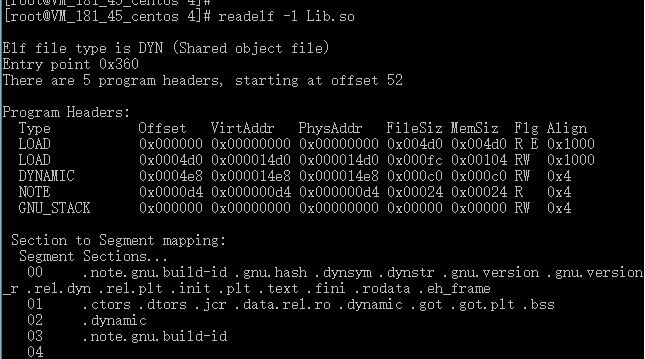 [root@VM_181_45_centos 4]#
[root@VM_181_45_centos 4]# readelf -l Lib.so
Elf file type is DYN (Shared object file)
Entry point 0x360
There are 5 program headers, starting at offset 52
Program Headers:
Type Offset VirtAddr PhysAddr FileSiz MemSiz Flg Align
LOAD 0x000000 0x00000000 0x00000000 0x004d0 0x004d0 R E 0x1000
LOAD 0x0004d0 0x000014d0 0x000014d0 0x000fc 0x00104 RW 0x1000
DYNAMIC 0x0004e8 0x000014e8 0x000014e8 0x000c0 0x000c0 RW 0x4
NOTE 0x0000d4 0x000000d4 0x000000d4 0x00024 0x00024 R 0x4
GNU_STACK 0x000000 0x00000000 0x00000000 0x00000 0x00000 RW 0x4
Section to Segment mapping:
Segment Sections...
00 .note.gnu.build-id .gnu.hash .dynsym .dynstr .gnu.version .gnu.version
_r .rel.dyn .rel.plt .init .plt .text .fini .rodata .eh_frame
01 .ctors .dtors .jcr .data.rel.ro .dynamic .got .got.plt .bss
02 .dynamic
03 .note.gnu.build-id
04